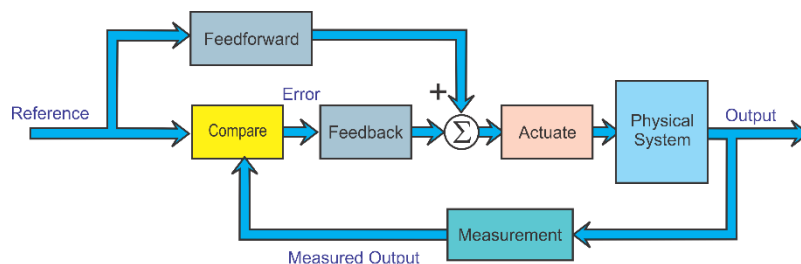 Feedforward
Reference
Error
+
Compare
Feedback
Σ
Actuate
Physical
System
Output
Measurement
Measured Output